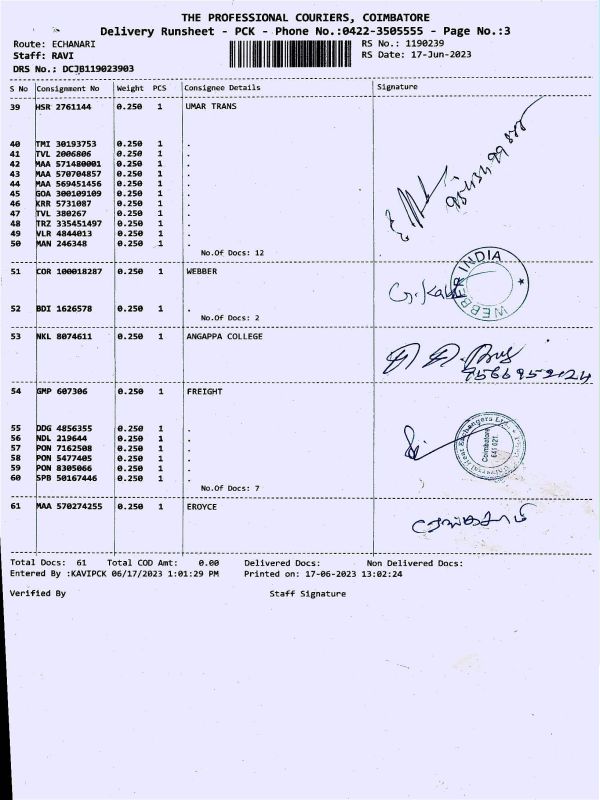 THE PROFESSIONAL COURIERS, COIMBATORE
Delivery Runsheet - PCK - Phone No.:0422-3505555 - Page No.:3
Route: ECHANARI RS No.: 1190239
Staff: RAVI RS Date: 17-Jun-2023
DRS No.: DCJB119023903
S No Consignment No Weight PCS Consignee Details Signature
39 HSR 2761144 0.250 1 UMAR TRANS
40 TMI 30193753 0.250 1 .
41 TVL 2006806 0.250 1 .
42 MAA 571480001 0.250 1 .
43 MAA 570704857 0.250 1 .
44 MAA 569451456 0.250 1 .
45 GOA 300109109 0.250 1 .
46 KRR 5731087 0.250 1 .
47 TVL 380267 0.250 1 .
48 TRZ 335451497 0.250 1 .
49 VLR 4844013 0.250 1 .
50 MAN 246348 0.250 1 .
No.Of Docs: 12
51 COR 100018287 0.250 1 WEBBER
WEBBER INDIA
52 BDI 1626578 0.250 1 .
No.Of Docs: 2
53 NKL 8074611 0.250 1 ANGAPPA COLLEGE
9566952124
54 GMP 607306 0.250 1 FREIGHT
55 DDG 4856355 0.250 1 .
56 NDL 219644 0.250 1 .
57 PON 7162508 0.250 1 .
58 PON 5477405 0.250 1 .
59 PON 8305066 0.250 1 .
60 SPB 50167446 0.250 1 .
Coimbatore
641 021
No.Of Docs: 7
61 MAA 570274255 0.250 1 EROYCE
Total Docs: 61 Total COD Amt: 0.00 Delivered Docs: Non Delivered Docs:
Entered By :KAVIPCK 06/17/2023 1:01:29 PM Printed on: 17-06-2023 13:02:24
Verified By Staff Signature